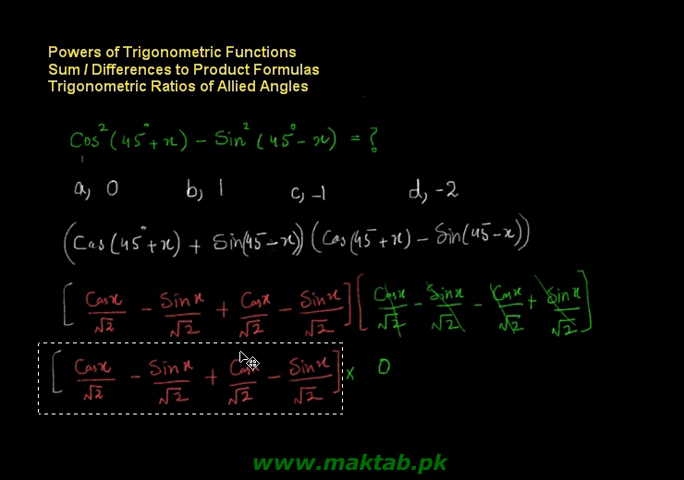 Powers of Trigonometric Functions
Sum / Differences to Product Formulas
Trigonometric Ratios of Allied Angles
Cos²(45°+x) − Sin²(45°−x) = ?
a, 0 b, 1 c, -1 d, -2
(Cos(45°+x) + Sin(45−x)) (Cos(45+x) − Sin(45−x))
[Cosx/√2 − Sinx/√2 + Cosx/√2 − Sinx/√2] [Cosx/√2 − Sinx/√2 − Cosx/√2 + Sinx/√2]
[Cosx/√2 − Sinx/√2 + Cosx/√2 − Sinx/√2] × 0
www.maktab.pk